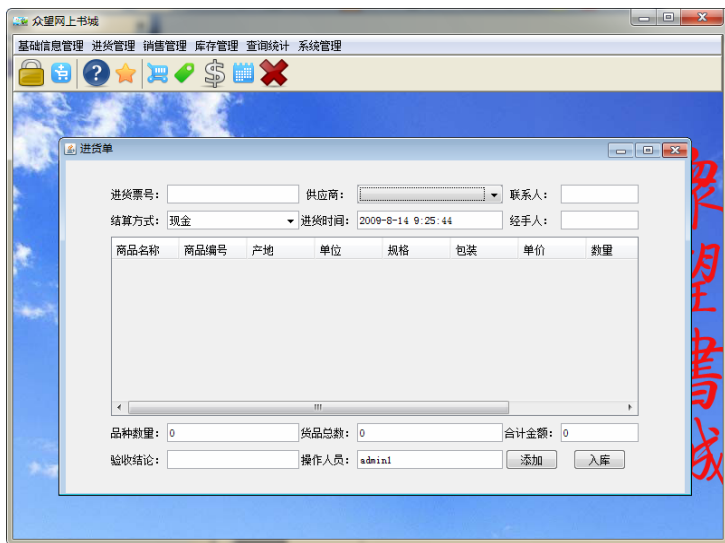 众望网上书城
基础信息管理 进货管理 销售管理 库存管理 查询统计 系统管理
进货单
进货票号： 供应商： 联系人：
结算方式： 现金 进货时间： 2009-8-14 9:25:44 经手人：
商品名称 商品编号 产地 单位 规格 包装 单价 数量
品种数量： 0 货品总数： 0 合计金额： 0
验收结论： 操作人员： admin1 添加 入库
眾望書城